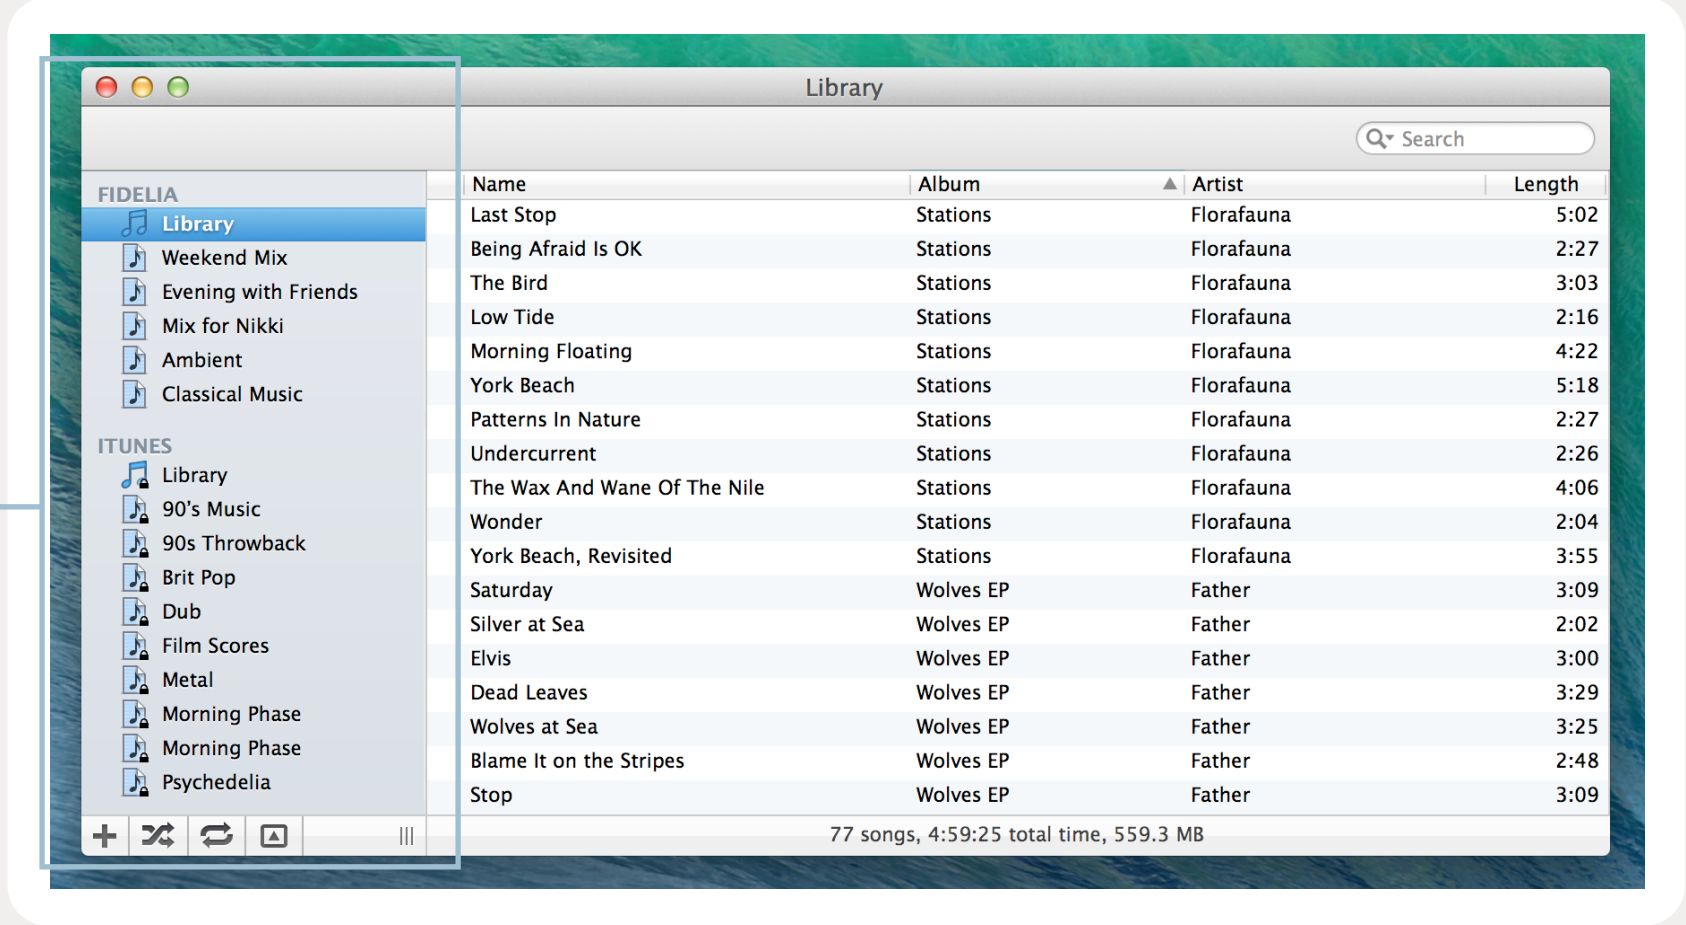 Library
Search
FIDELIA
Library
Weekend Mix
Evening with Friends
Mix for Nikki
Ambient
Classical Music
ITUNES
Library
90's Music
90s Throwback
Brit Pop
Dub
Film Scores
Metal
Morning Phase
Morning Phase
Psychedelia
Name Album Artist Length
Last Stop Stations Florafauna 5:02
Being Afraid Is OK Stations Florafauna 2:27
The Bird Stations Florafauna 3:03
Low Tide Stations Florafauna 2:16
Morning Floating Stations Florafauna 4:22
York Beach Stations Florafauna 5:18
Patterns In Nature Stations Florafauna 2:27
Undercurrent Stations Florafauna 2:26
The Wax And Wane Of The Nile Stations Florafauna 4:06
Wonder Stations Florafauna 2:04
York Beach, Revisited Stations Florafauna 3:55
Saturday Wolves EP Father 3:09
Silver at Sea Wolves EP Father 2:02
Elvis Wolves EP Father 3:00
Dead Leaves Wolves EP Father 3:29
Wolves at Sea Wolves EP Father 3:25
Blame It on the Stripes Wolves EP Father 2:48
Stop Wolves EP Father 3:09
77 songs, 4:59:25 total time, 559.3 MB